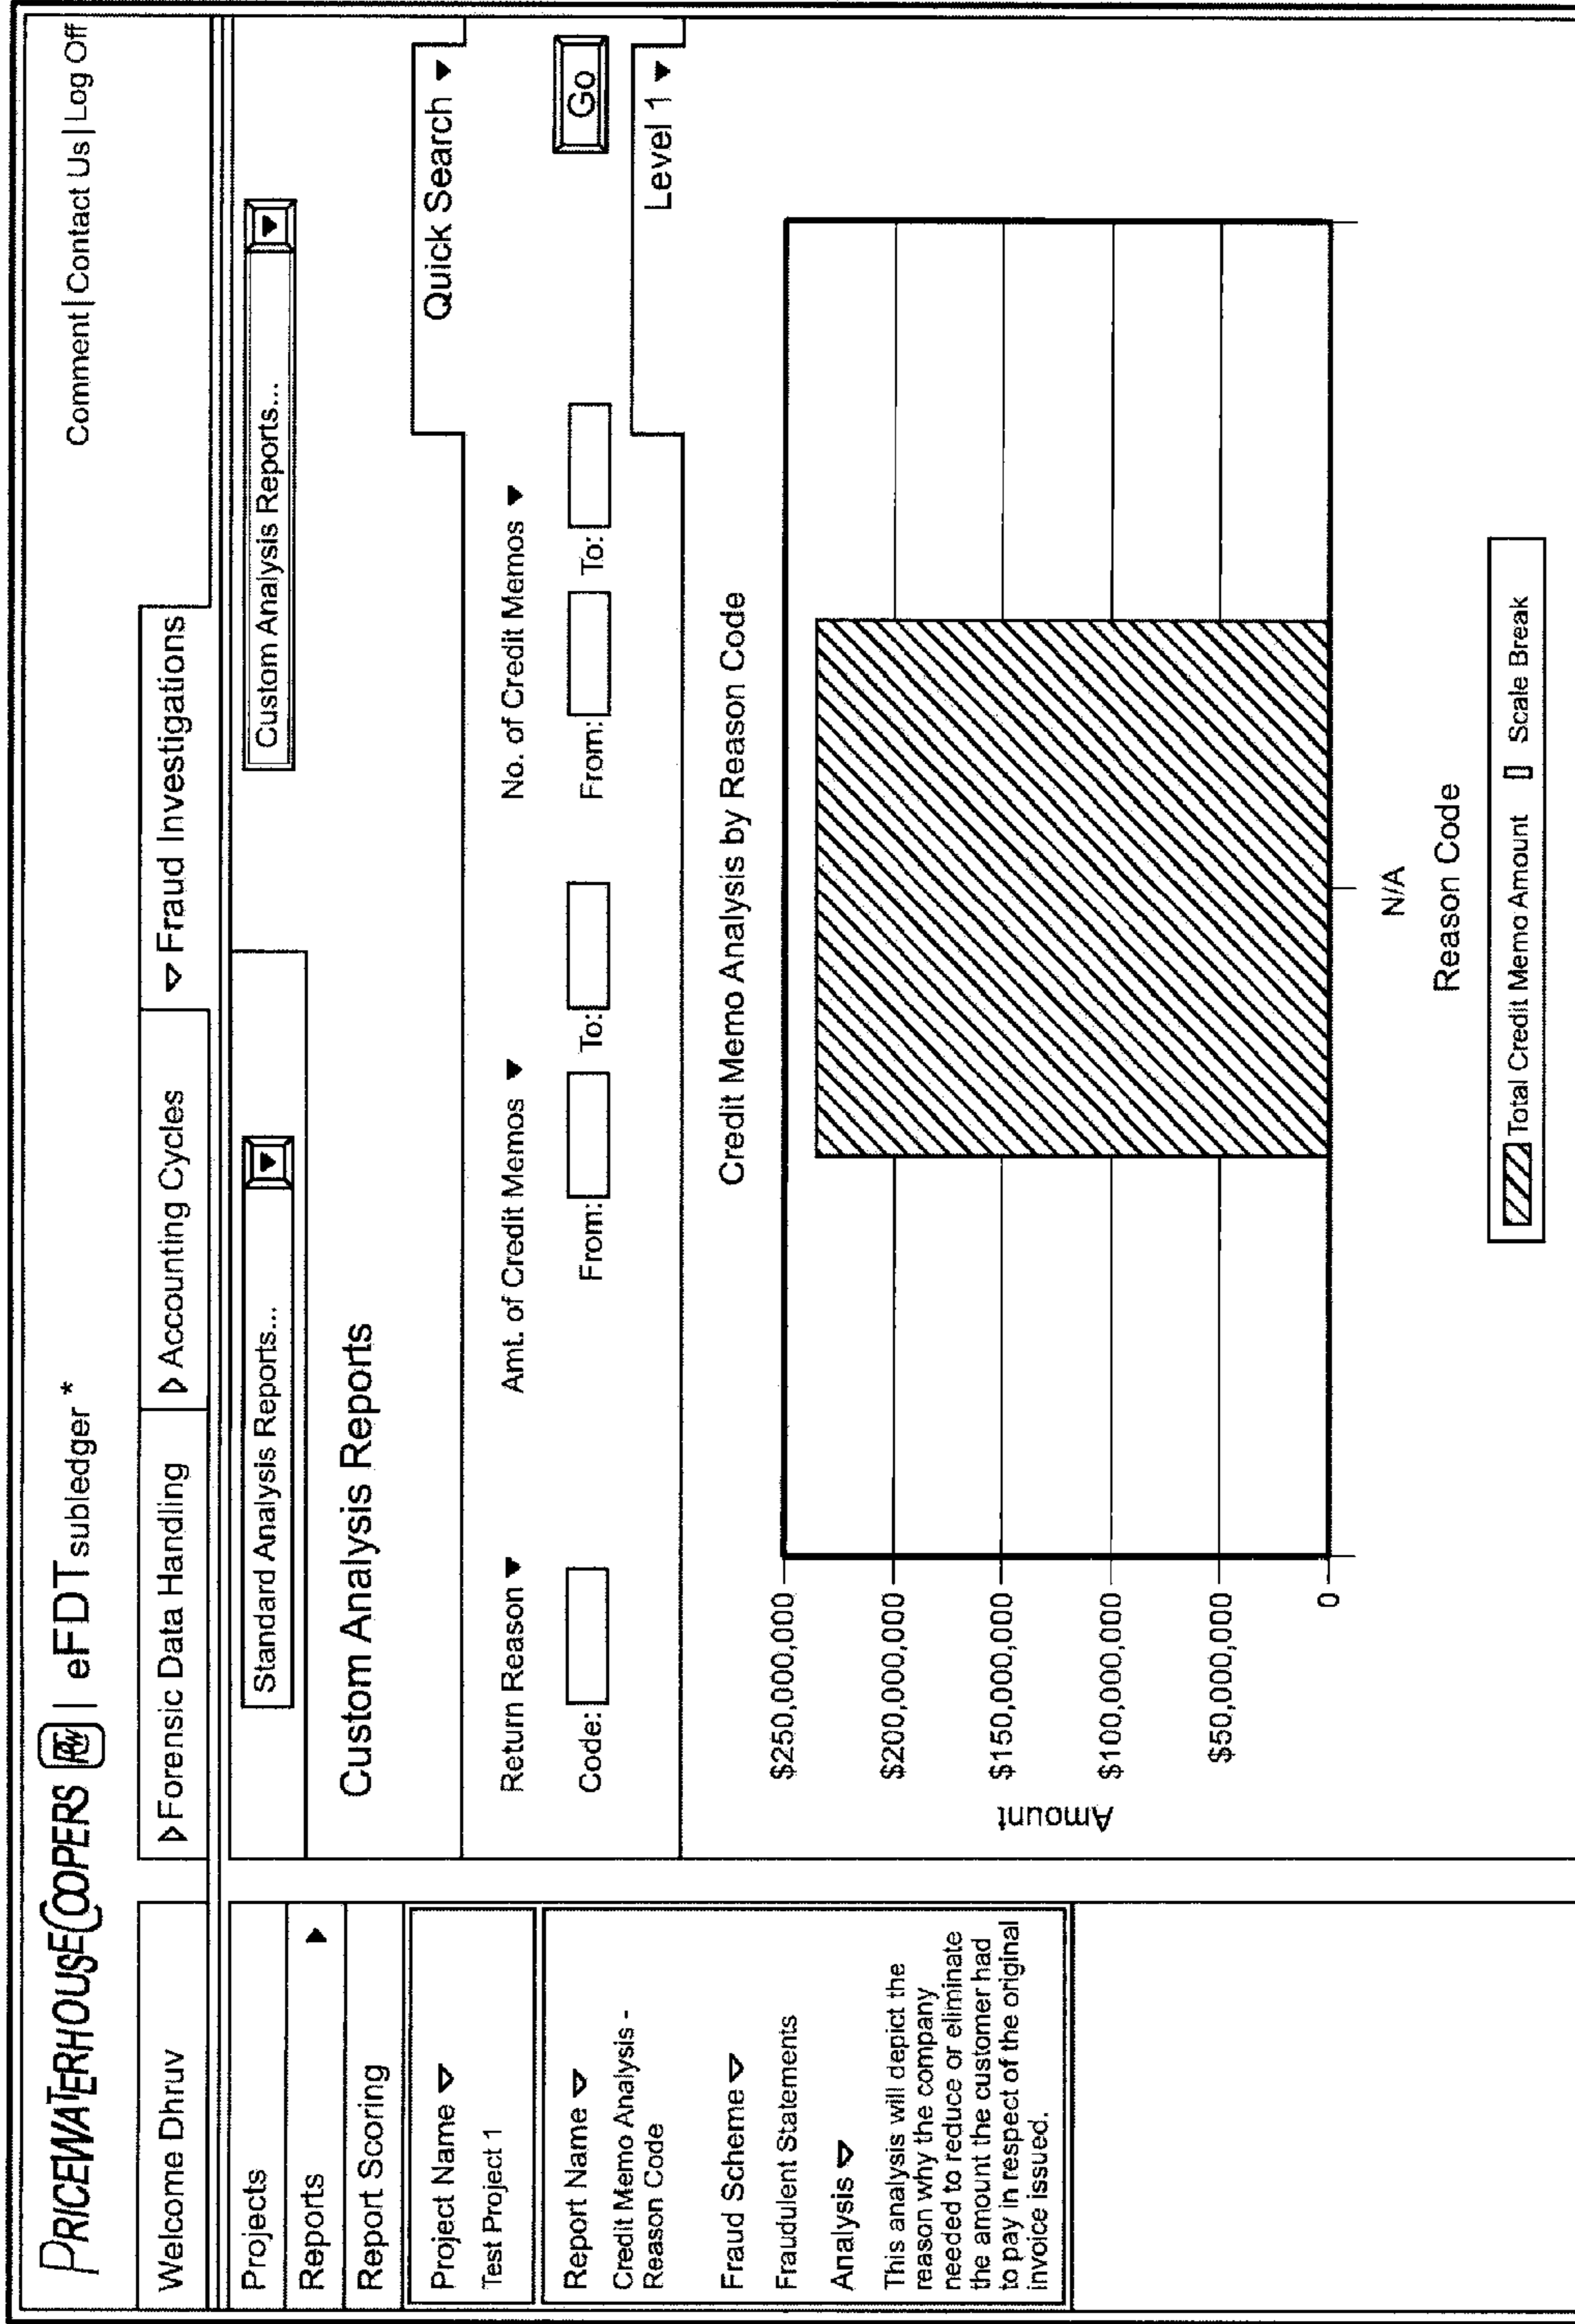 PRICEWATERHOUSECOOPERS PwC | eFDT subledger *
Comment | Contact Us | Log Off
Welcome Dhruv
Forensic Data Handling
Accounting Cycles
Fraud Investigations
Projects
Reports
Report Scoring
Project Name
Test Project 1
Report Name
Credit Memo Analysis -
Reason Code
Fraud Scheme
Fraudulent Statements
Analysis
This analysis will depict the
reason why the company
needed to reduce or eliminate
the amount the customer had
to pay in respect of the original
invoice issued.
Standard Analysis Reports...
Custom Analysis Reports...
Custom Analysis Reports
Quick Search
Return Reason
Amt. of Credit Memos
No. of Credit Memos
Code:
From: To:
From: To:
Go
Level 1
Credit Memo Analysis by Reason Code
Amount
$250,000,000
$200,000,000
$150,000,000
$100,000,000
$50,000,000
0
N/A
Reason Code
Total Credit Memo Amount [] Scale Break